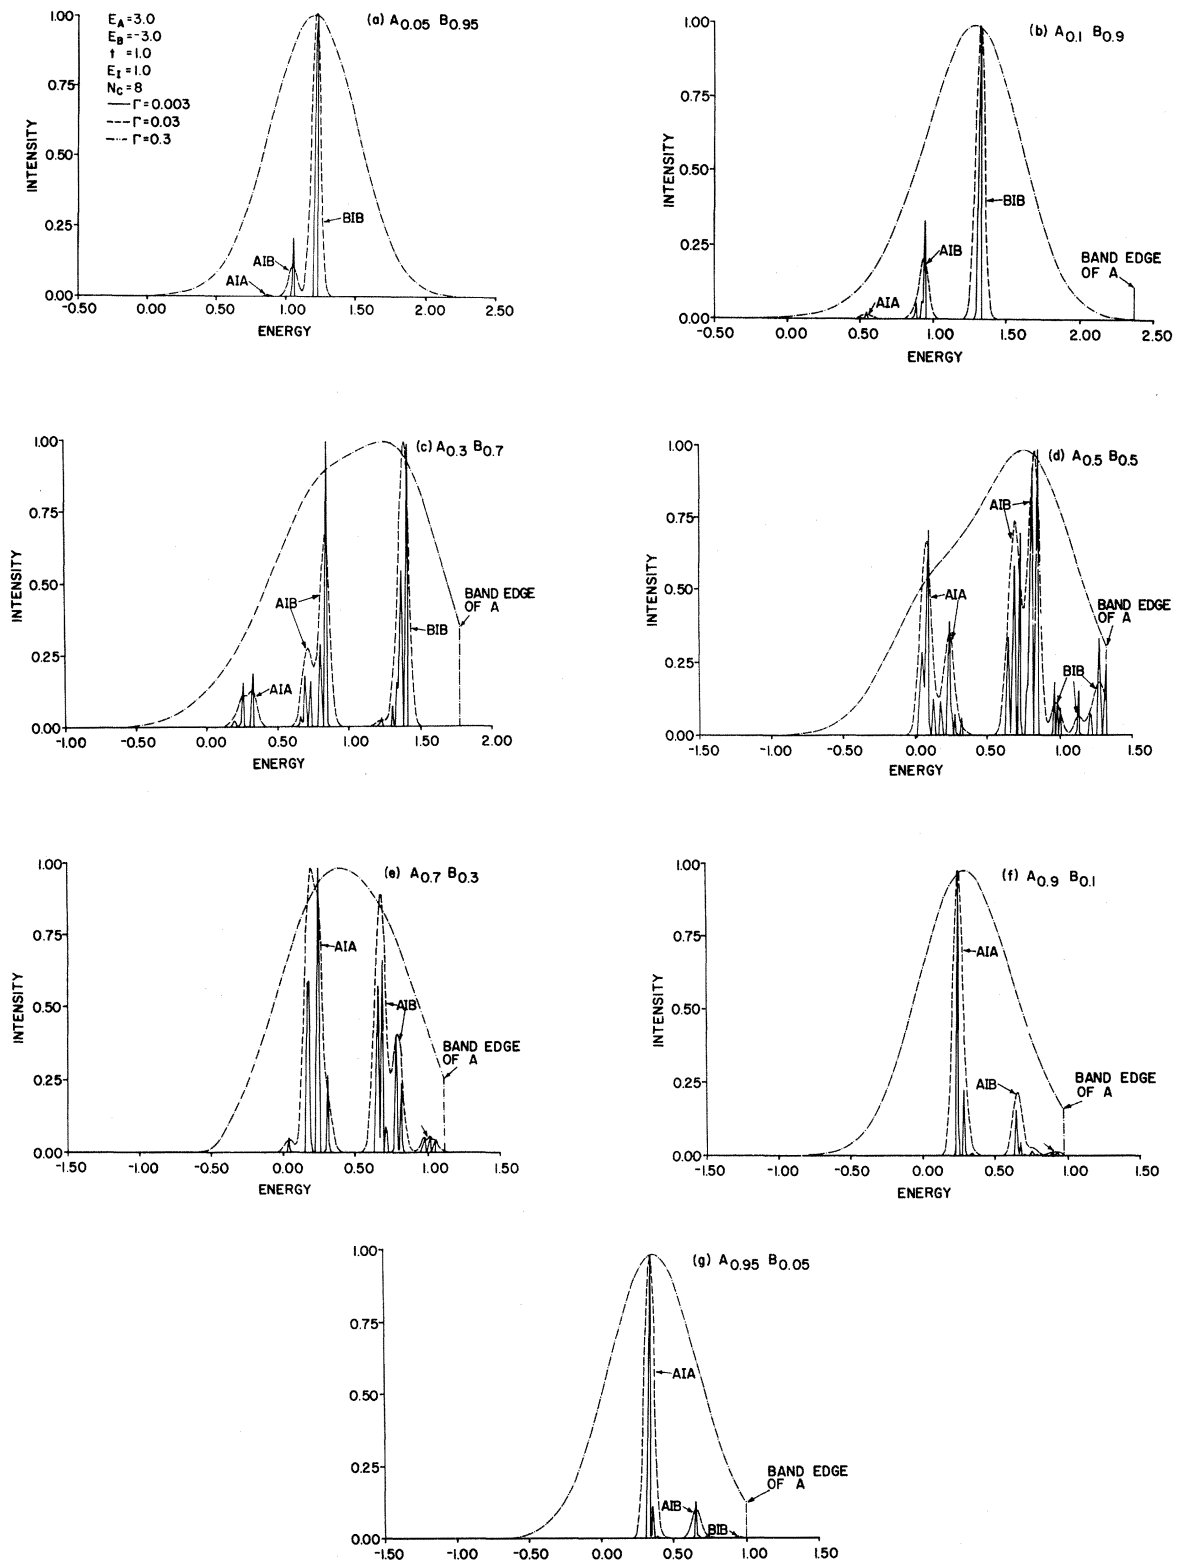 E_A=3.0
E_B=-3.0
t =1.0
E_I=1.0
N_C=8
Γ=0.003
Γ=0.03
Γ=0.3
(a) A0.05 B0.95
1.00
0.75
0.50
0.25
0.00
INTENSITY
BIB
AIB
AIA
-0.50 0.00 0.50 1.00 1.50 2.00 2.50
ENERGY
(b) A0.1 B0.9
1.00
0.75
0.50
0.25
0.00
INTENSITY
BIB
AIB
AIA
BAND EDGE
OF A
-0.50 0.00 0.50 1.00 1.50 2.00 2.50
ENERGY
(c) A0.3 B0.7
1.00
0.75
0.50
0.25
0.00
INTENSITY
AIB
BIB
AIA
BAND EDGE
OF A
-1.00 -0.50 0.00 0.50 1.00 1.50 2.00
ENERGY
(d) A0.5 B0.5
1.00
0.75
0.50
0.25
0.00
INTENSITY
AIB
AIA
BIB
BAND EDGE
OF A
-1.50 -1.00 -0.50 0.00 0.50 1.00 1.50
ENERGY
(e) A0.7 B0.3
1.00
0.75
0.50
0.25
0.00
INTENSITY
AIA
AIB
BAND EDGE
OF A
-1.50 -1.00 -0.50 0.00 0.50 1.00 1.50
ENERGY
(f) A0.9 B0.1
1.00
0.75
0.50
0.25
0.00
INTENSITY
AIA
AIB
BAND EDGE
OF A
-1.50 -1.00 -0.50 0.00 0.50 1.00 1.50
ENERGY
(g) A0.95 B0.05
1.00
0.75
0.50
0.25
0.00
INTENSITY
AIA
AIB
BIB
BAND EDGE
OF A
-1.50 -1.00 -0.50 0.00 0.50 1.00 1.50
ENERGY